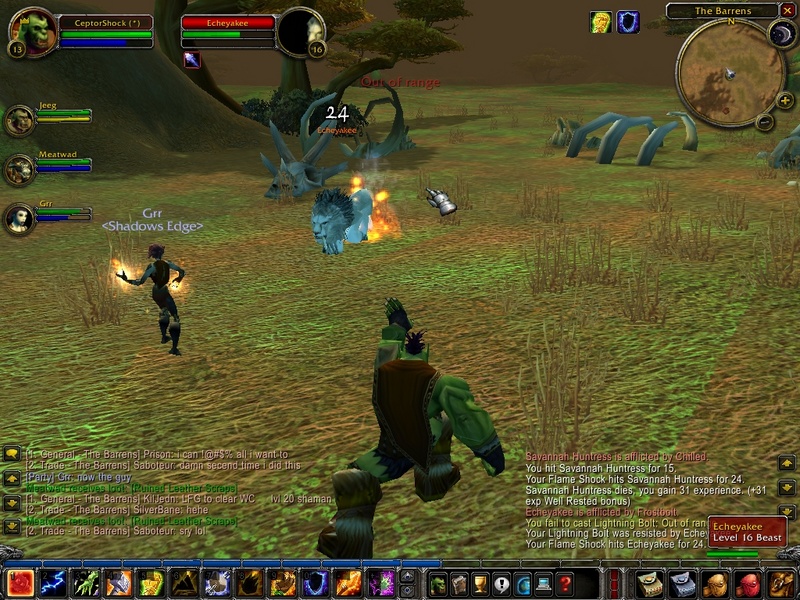 CeptorShock (*)
13
Echeyakee
16
The Barrens
N
Out of range
24
Echeyakee
Jeeg
Meatwad
Grr
Grr
<Shadows Edge>
[1. General - The Barrens] Prison: i can !@#$% all i want to
[2. Trade - The Barrens] Saboteur: damn second time i did this
[Party] Grr: now the guy
Meatwad receives loot: [Ruined Leather Scraps]
[1. General - The Barrens] KilJedn: LFG to clear WC lvl 20 shaman
[2. Trade - The Barrens] SilverBane: hehe
Meatwad receives loot: [Ruined Leather Scraps]
[2. Trade - The Barrens] Saboteur: sry lol
Savannah Huntress is afflicted by Chilled.
You hit Savannah Huntress for 15.
Your Flame Shock hits Savannah Huntress for 24.
Savannah Huntress dies, you gain 31 experience. (+31
exp Well Rested bonus)
Echeyakee is afflicted by Frostbolt.
You fail to cast Lightning Bolt: Out of ran
Your Lightning Bolt was resisted by Echey
Your Flame Shock hits Echeyakee for 24.
Echeyakee
Level 16 Beast